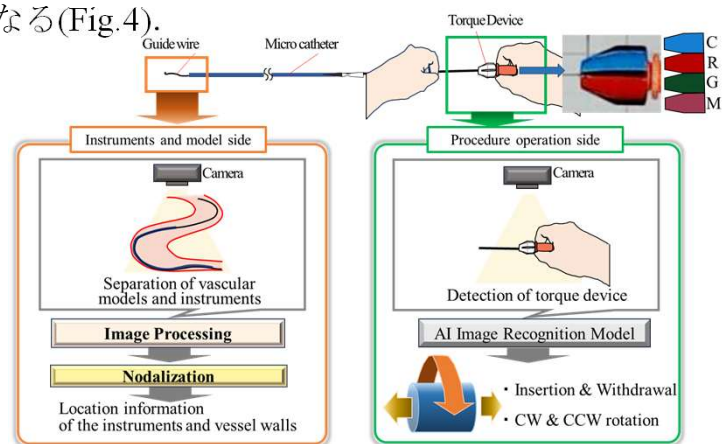 なる(Fig.4).
Guide wire
Micro catheter
Torque Device
C
R
G
M
Instruments and model side
Camera
Separation of vascular
models and instruments
Image Processing
Nodalization
Location information
of the instruments and vessel walls
Procedure operation side
Camera
Detection of torque device
AI Image Recognition Model
・Insertion & Withdrawal
・CW & CCW rotation